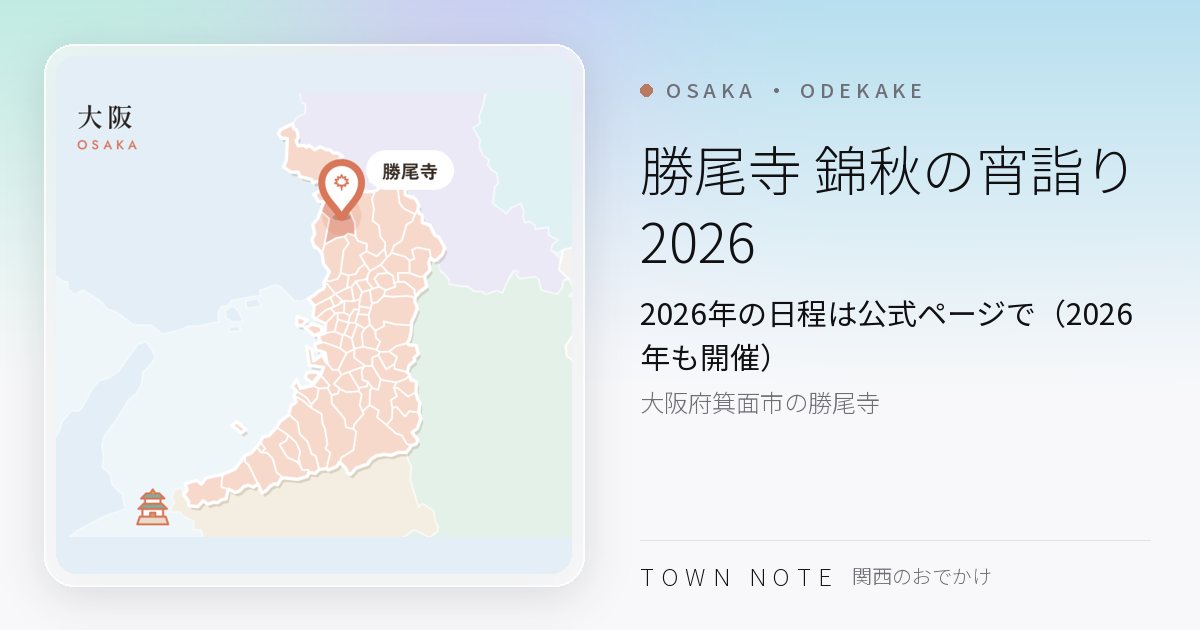 大阪
OSAKA
勝尾寺
OSAKA • ODEKAKE
勝尾寺 錦秋の宵詣り
2026
2026年の日程は公式ページで（2026
年も開催）
大阪府箕面市の勝尾寺
TOWN NOTE 関西のおでかけ